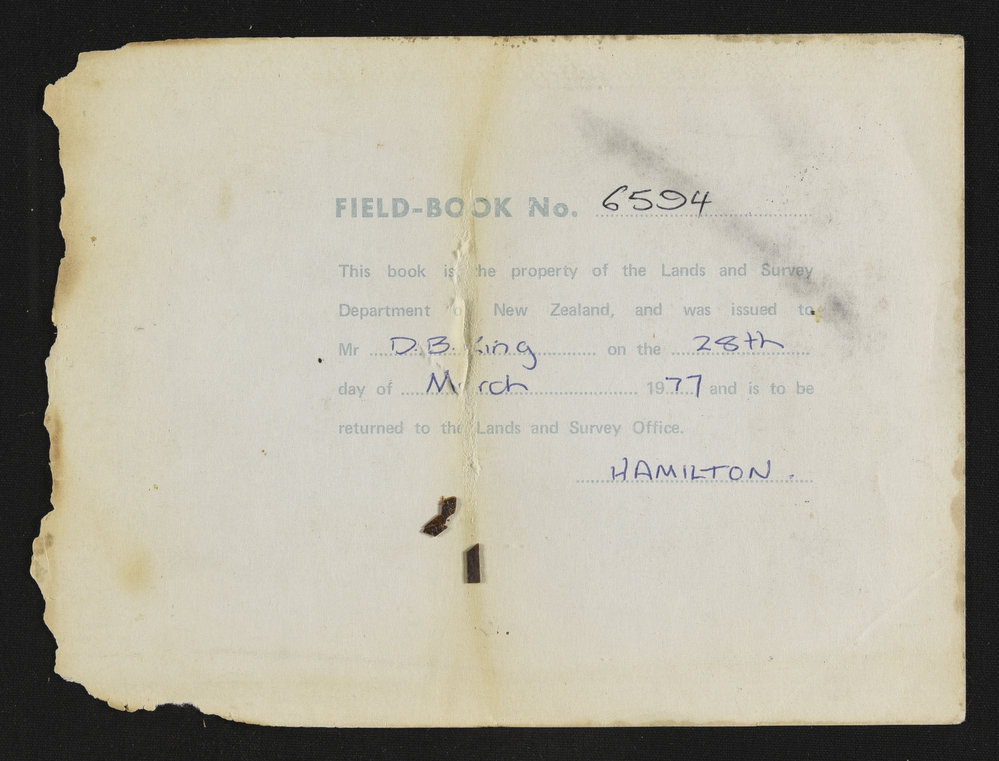 FIELD-BOOK No. 6594
This book is the property of the Lands and Survey
Department of New Zealand, and was issued to
Mr D.B. King on the 28th
day of March 1977 and is to be
returned to the Lands and Survey Office.
HAMILTON.